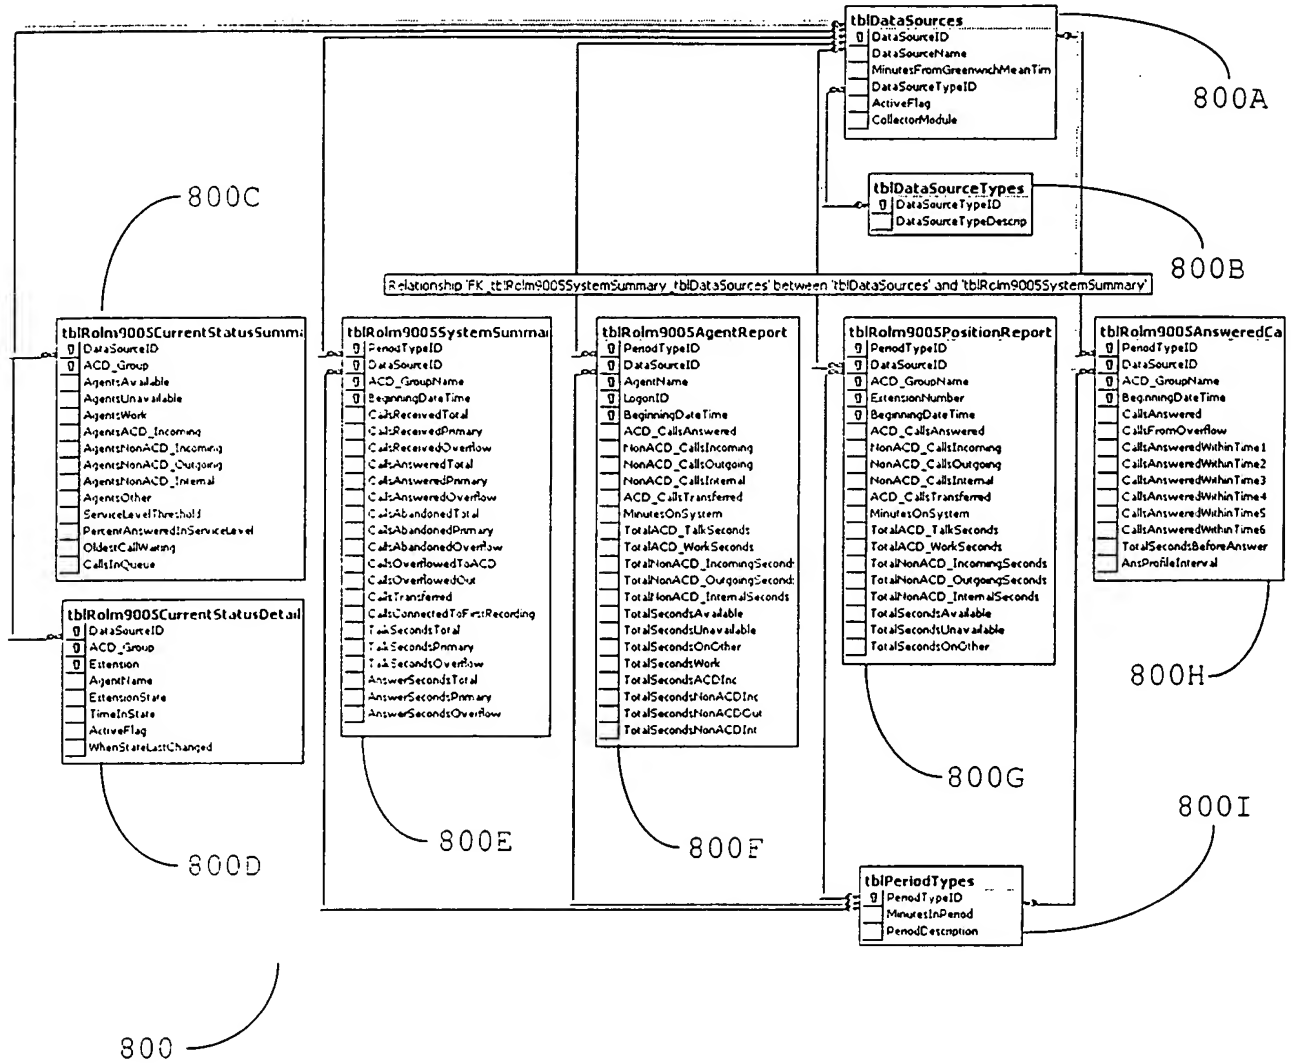 tblDataSources
DataSourceID
DataSourceName
MinutesFromGreenwichMeanTim
DataSourceTypeID
ActiveFlag
CollectorModule
800A
tblDataSourceTypes
DataSourceTypeID
DataSourceTypeDescrip
800B
800C
Relationship 'FK_tblRolm9005SystemSummary_tblDataSources' between 'tblDataSources' and 'tblRolm9005SystemSummary'
tblRolm9005CurrentStatusSumma
DataSourceID
ACD_Group
AgentsAvailable
AgentsUnavailable
AgentsWork
AgentsACD_Incoming
AgentsNonACD_Incoming
AgentsNonACD_Outgoing
AgentsNonACD_Internal
AgentsOther
ServiceLevelThreshold
PercentAnsweredInServiceLevel
OldestCallWaiting
CallsInQueue
tblRolm9005CurrentStatusDetail
DataSourceID
ACD_Group
Extension
AgentName
ExtensionState
TimeInState
ActiveFlag
WhenStateLastChanged
800D
tblRolm9005SystemSummar
PeriodTypeID
DataSourceID
ACD_GroupName
BeginningDateTime
CallsReceivedTotal
CallsReceivedPrimary
CallsReceivedOverflow
CallsAnsweredTotal
CallsAnsweredPrimary
CallsAnsweredOverflow
CallsAbandonedTotal
CallsAbandonedPrimary
CallsAbandonedOverflow
CallsOverflowedToACD
CallsOverflowedOut
CallsTransferred
CallsConnectedToFirstRecording
TalkSecondsTotal
TalkSecondsPrimary
TalkSecondsOverflow
AnswerSecondsTotal
AnswerSecondsPrimary
AnswerSecondsOverflow
800E
tblRolm9005AgentReport
PeriodTypeID
DataSourceID
AgentName
LogonID
BeginningDateTime
ACD_CallsAnswered
NonACD_CallsIncoming
NonACD_CallsOutgoing
NonACD_CallsInternal
ACD_CallsTransferred
MinutesOnSystem
TotalACD_TalkSeconds
TotalACD_WorkSeconds
TotalNonACD_IncomingSecond
TotalNonACD_OutgoingSecond
TotalNonACD_InternalSeconds
TotalSecondsAvailable
TotalSecondsUnavailable
TotalSecondsOnOther
TotalSecondsWork
TotalSecondsACDInc
TotalSecondsNonACDInc
TotalSecondsNonACDOut
TotalSecondsNonACDInt
800F
tblRolm9005PositionReport
PeriodTypeID
DataSourceID
ACD_GroupName
ExtensionNumber
BeginningDateTime
ACD_CallsAnswered
NonACD_CallsIncoming
NonACD_CallsOutgoing
NonACD_CallsInternal
ACD_CallsTransferred
MinutesOnSystem
TotalACD_TalkSeconds
TotalACD_WorkSeconds
TotalNonACD_IncomingSeconds
TotalNonACD_OutgoingSeconds
TotalNonACD_InternalSeconds
TotalSecondsAvailable
TotalSecondsUnavailable
TotalSecondsOnOther
800G
tblRolm9005AnsweredCa
PeriodTypeID
DataSourceID
ACD_GroupName
BeginningDateTime
CallsAnswered
CallsFromOverflow
CallsAnsweredWithinTime1
CallsAnsweredWithinTime2
CallsAnsweredWithinTime3
CallsAnsweredWithinTime4
CallsAnsweredWithinTime5
CallsAnsweredWithinTime6
TotalSecondsBeforeAnswer
AnsProfileInterval
800H
800I
tblPeriodTypes
PeriodTypeID
MinutesInPeriod
PeriodDescription
800